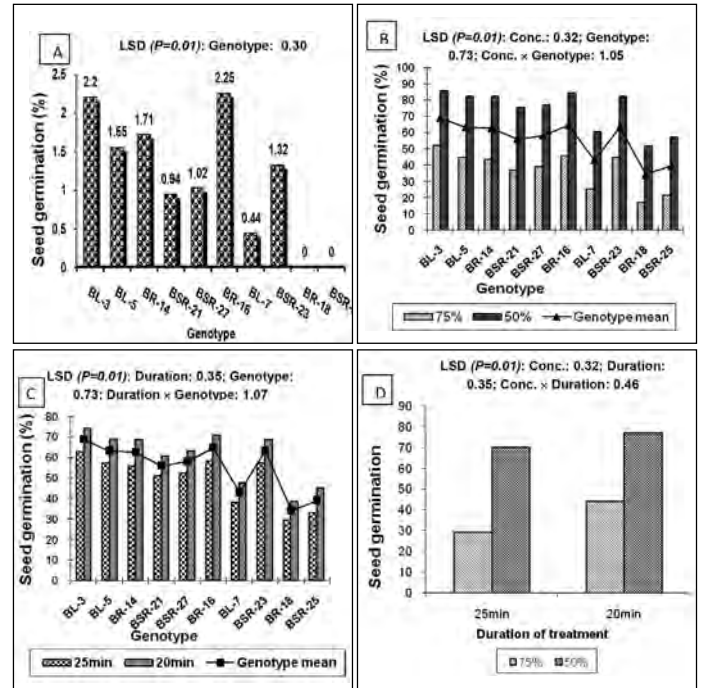 A
LSD (P=0.01): Genotype: 0.30
Seed germination (%)
2.5
2
1.5
1
0.5
0
2.2
1.55
1.71
0.94
1.02
2.25
0.44
1.32
0
0
BL-3
BL-5
BR-14
BSR-21
BSR-27
BR-16
BL-7
BSR-23
BR-18
BSR-
Genotype
B
LSD (P=0.01): Conc.: 0.32; Genotype:
0.73; Conc. × Genotype: 1.05
Seed germination (%)
100
90
80
70
60
50
40
30
20
10
0
BL-3
BL-5
BR-14
BSR-21
BSR-27
BR-16
BL-7
BSR-23
BR-18
BSR-25
Genotype
75%
50%
Genotype mean
C
LSD (P=0.01): Duration: 0.35; Genotype:
0.73; Duration × Genotype: 1.07
Seed germination (%)
80
70
60
50
40
30
20
10
0
BL-3
BL-5
BR-14
BSR-21
BSR-27
BR-16
BL-7
BSR-23
BR-18
BSR-25
Genotype
25min
20min
Genotype mean
D
LSD (P=0.01): Conc.: 0.32; Duration:
0.35; Conc. × Duration: 0.46
Seed germination
90
80
70
60
50
40
30
20
10
0
25min
20min
Duration of treatment
75%
50%